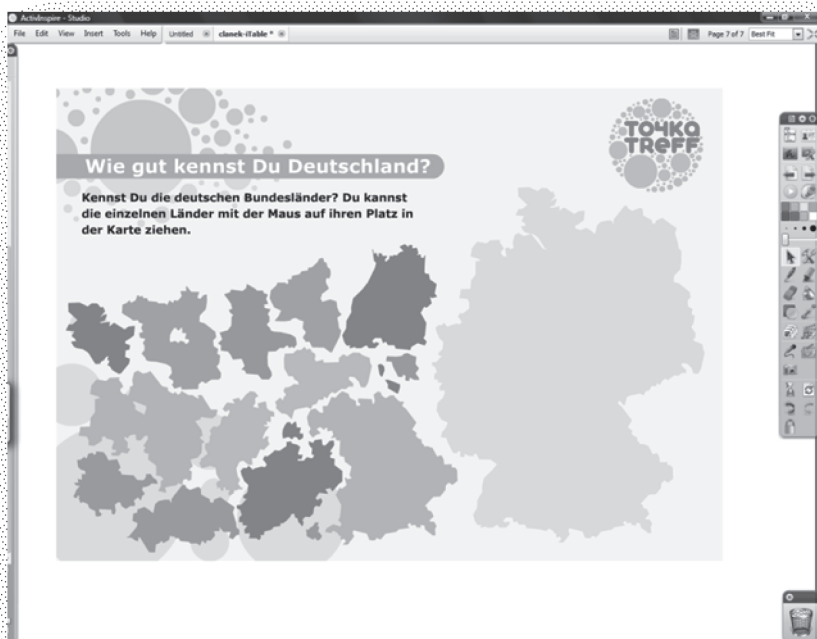 ActivInspire - Studio
File Edit View Insert Tools Help Untitled clanek-iTable *
Page 7 of 7 Best Fit
ТОЧКА
TREFF
Wie gut kennst Du Deutschland?
Kennst Du die deutschen Bundesländer? Du kannst
die einzelnen Länder mit der Maus auf ihren Platz in
der Karte ziehen.